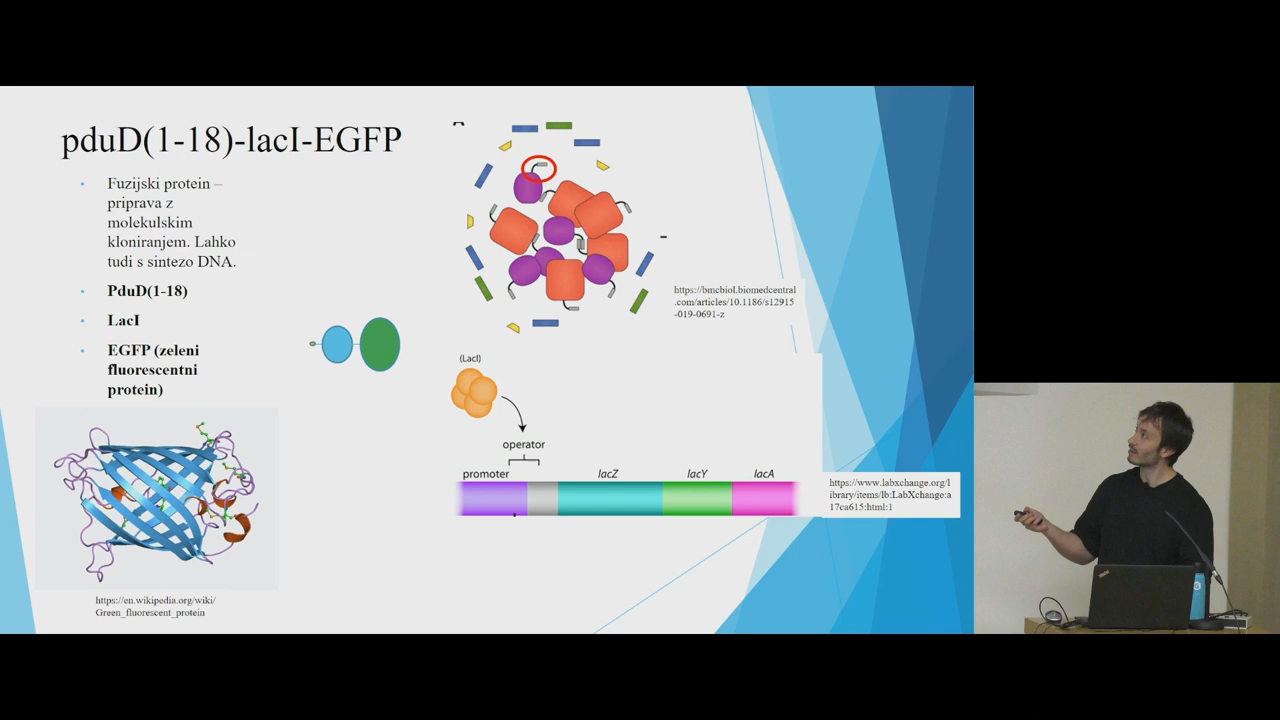 pduD(1-18)-lacI-EGFP
Fuzijski protein –
priprava z
molekulskim
kloniranjem. Lahko
tudi s sintezo DNA.
PduD(1-18)
LacI
EGFP (zeleni
fluorescentni
protein)
https://en.wikipedia.org/wiki/
Green_fluorescent_protein
https://bmcbiol.biomedcentral
.com/articles/10.1186/s12915
-019-0691-z
(LacI)
operator
promoter lacZ lacY lacA
https://www.labxchange.org/l
ibrary/items/lb:LabXchange:a
17ca615:html:1